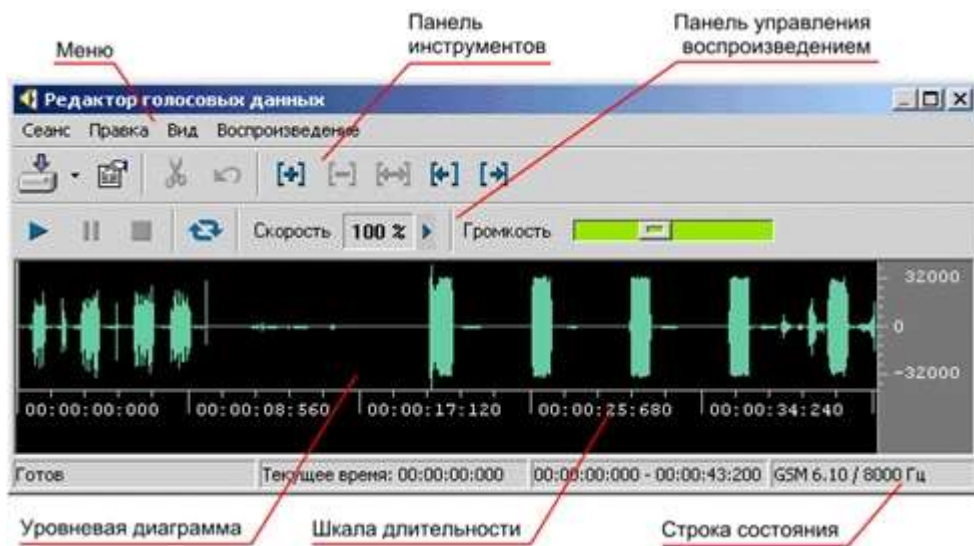 Меню
Панель
инструментов
Панель управления
воспроизведением
Редактор голосовых данных
Сеанс Правка Вид Воспроизведение
Скорость 100 % Громкость
32000
0
-32000
00:00:00:000 00:00:08:560 00:00:17:120 00:00:25:680 00:00:34:240
Готов Текущее время: 00:00:00:000 00:00:00:000 - 00:00:43:200 GSM 6.10 / 8000 Гц
Уровневая диаграмма Шкала длительности Строка состояния